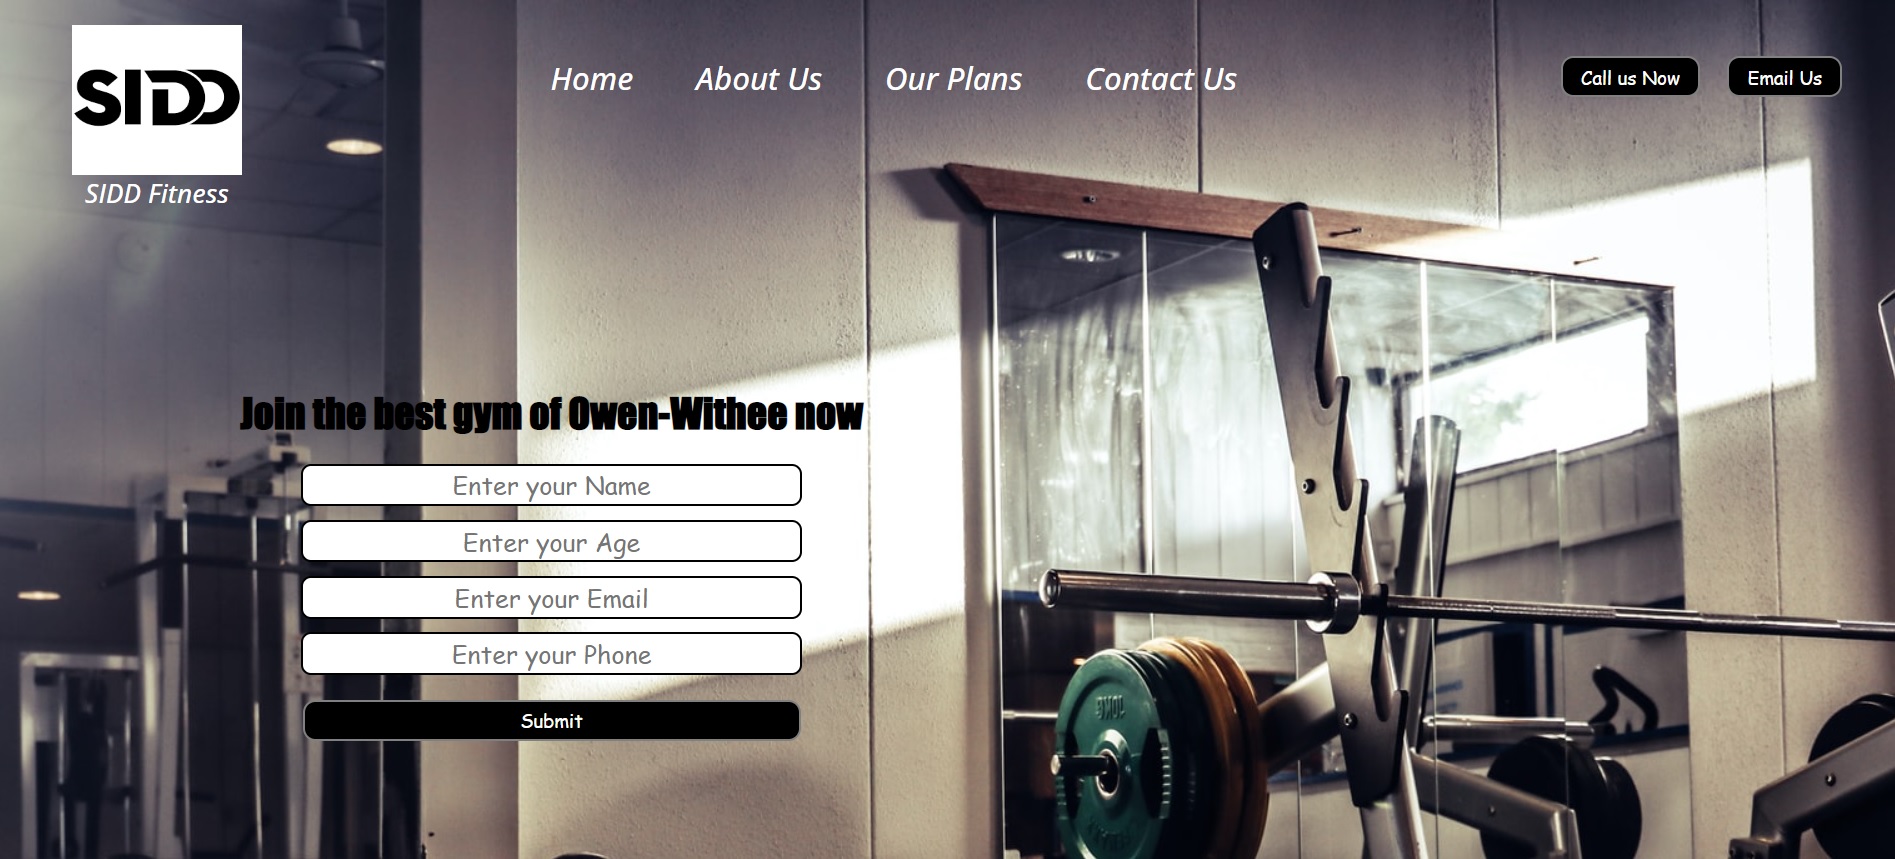 SIDD
SIDD Fitness
Home
About Us
Our Plans
Contact Us
Call us Now
Email Us
Join the best gym of Owen-Withee now
Enter your Name
Enter your Age
Enter your Email
Enter your Phone
Submit
10KG